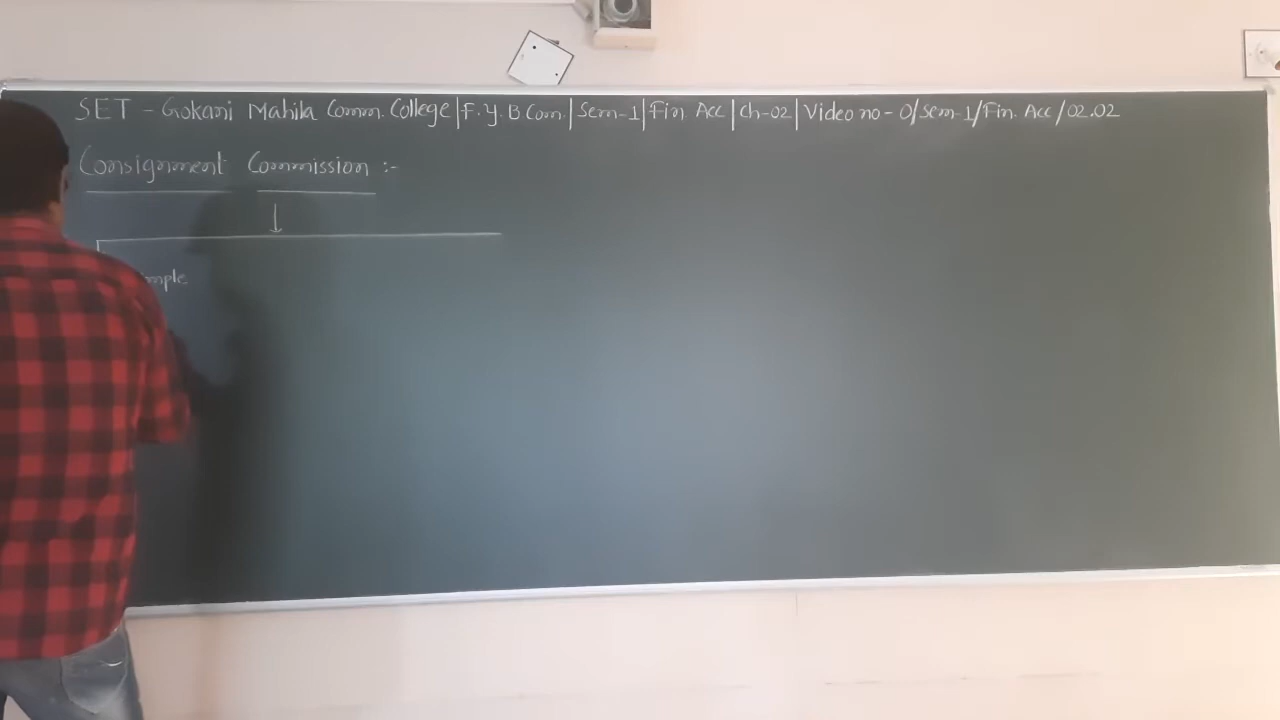 SET - Gokani Mahila Comm. College|F.Y.B Com.|Sem-1|Fin Acc|Ch-02|Video no - 0/Sem-1/Fin. Acc/02.02
Consignment Commission :-
mple